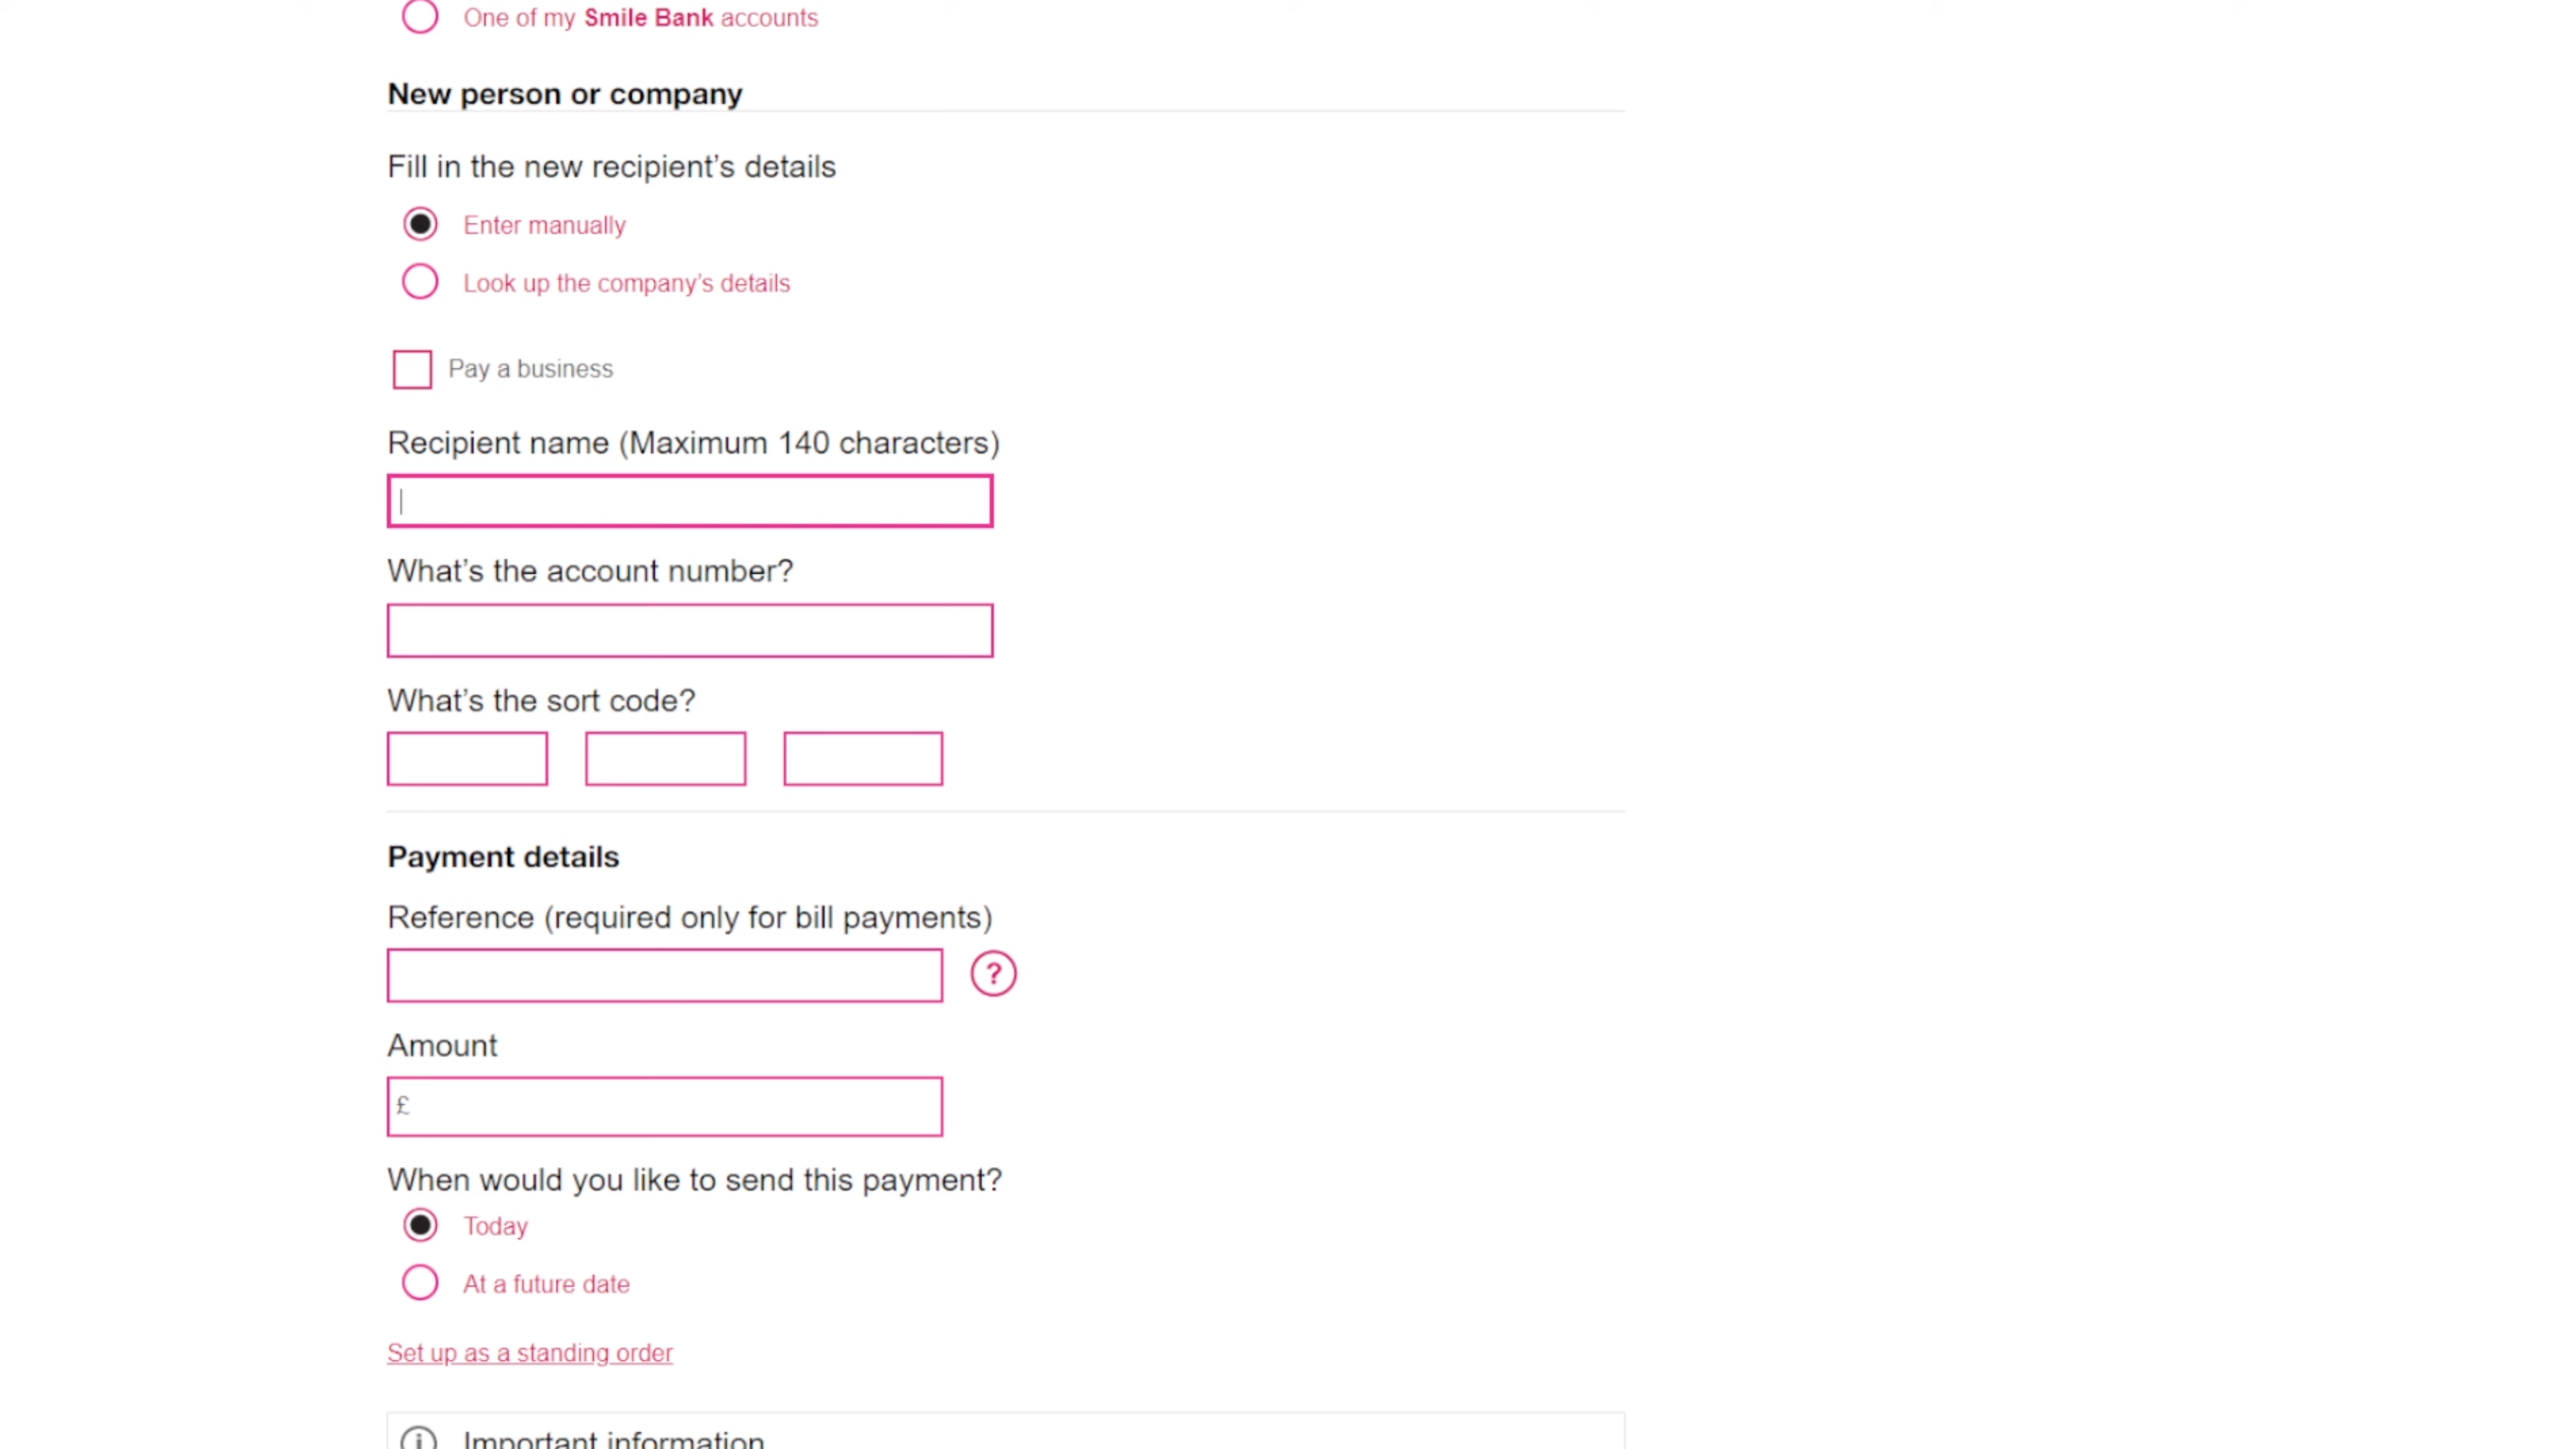 One of my Smile Bank accounts
New person or company
Fill in the new recipient's details
Enter manually
Look up the company's details
Pay a business
Recipient name (Maximum 140 characters)
What's the account number?
What's the sort code?
Payment details
Reference (required only for bill payments)
?
Amount
£
When would you like to send this payment?
Today
At a future date
Set up as a standing order
Important information